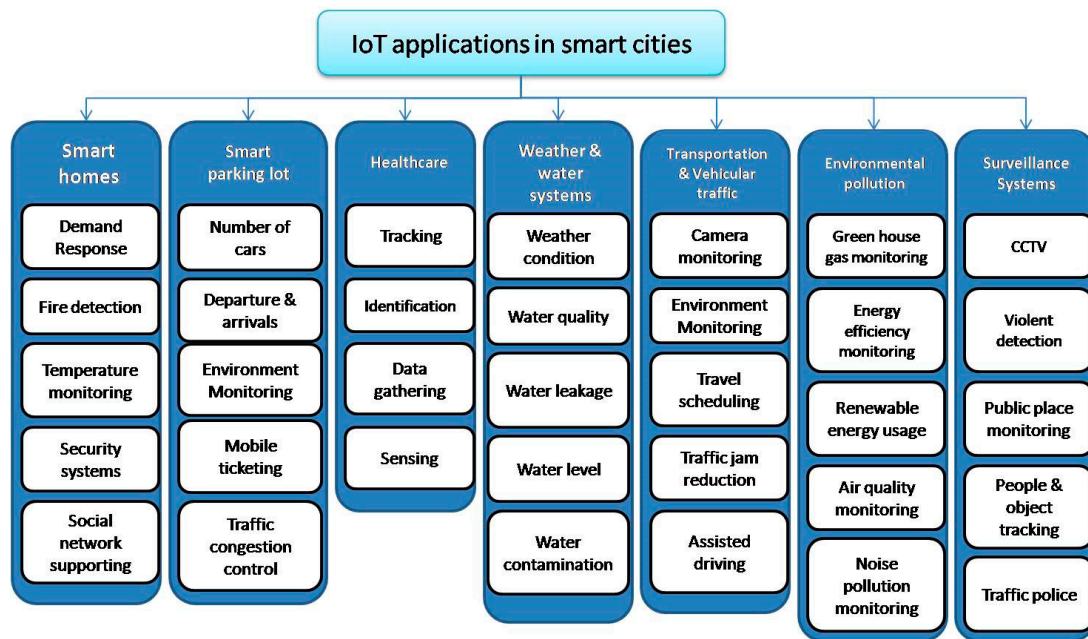 IoT applications in smart cities
Smart
homes
Demand
Response
Fire detection
Temperature
monitoring
Security
systems
Social
network
supporting
Smart
parking lot
Number of
cars
Departure &
arrivals
Environment
Monitoring
Mobile
ticketing
Traffic
congestion
control
Healthcare
Tracking
Identification
Data
gathering
Sensing
Weather &
water
systems
Weather
condition
Water quality
Water leakage
Water level
Water
contamination
Transportation
& Vehicular
traffic
Camera
monitoring
Environment
Monitoring
Travel
scheduling
Traffic jam
reduction
Assisted
driving
Environmental
pollution
Green house
gas monitoring
Energy
efficiency
monitoring
Renewable
energy usage
Air quality
monitoring
Noise
pollution
monitoring
Surveillance
Systems
CCTV
Violent
detection
Public place
monitoring
People &
object
tracking
Traffic police